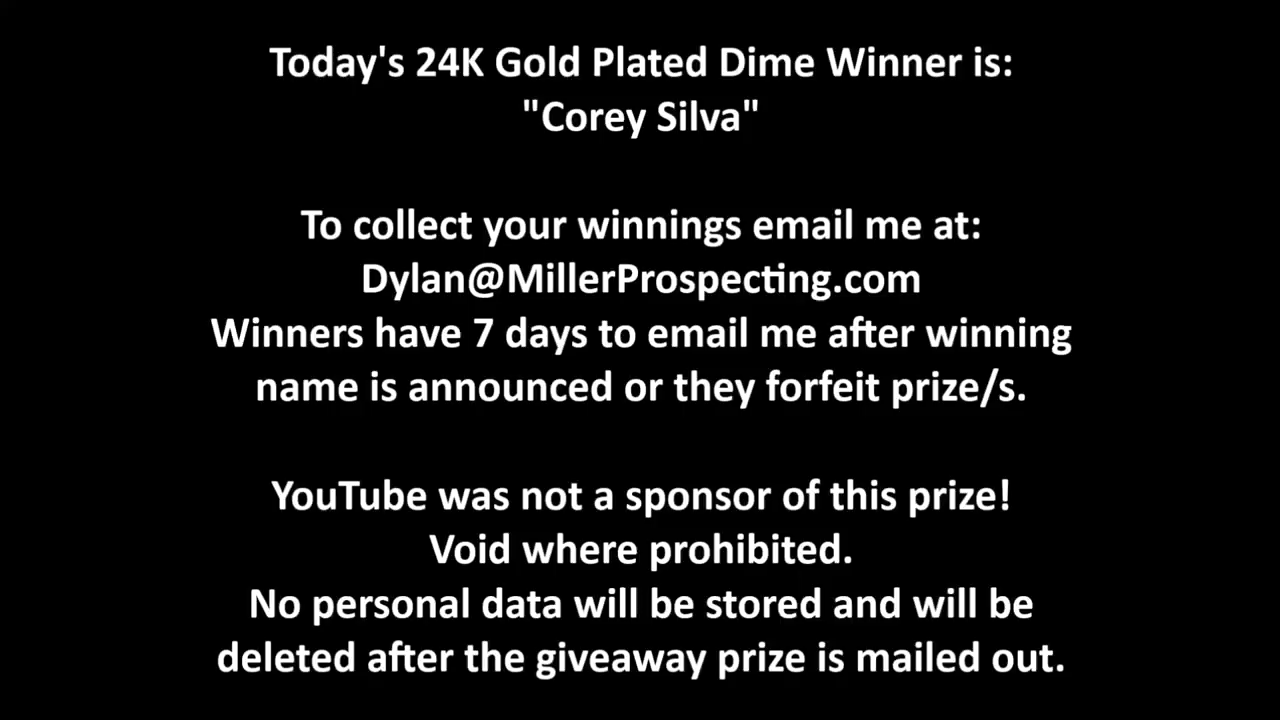 Today's 24K Gold Plated Dime Winner is:
"Corey Silva"
To collect your winnings email me at:
Dylan@MillerProspecting.com
Winners have 7 days to email me after winning
name is announced or they forfeit prize/s.
YouTube was not a sponsor of this prize!
Void where prohibited.
No personal data will be stored and will be
deleted after the giveaway prize is mailed out.